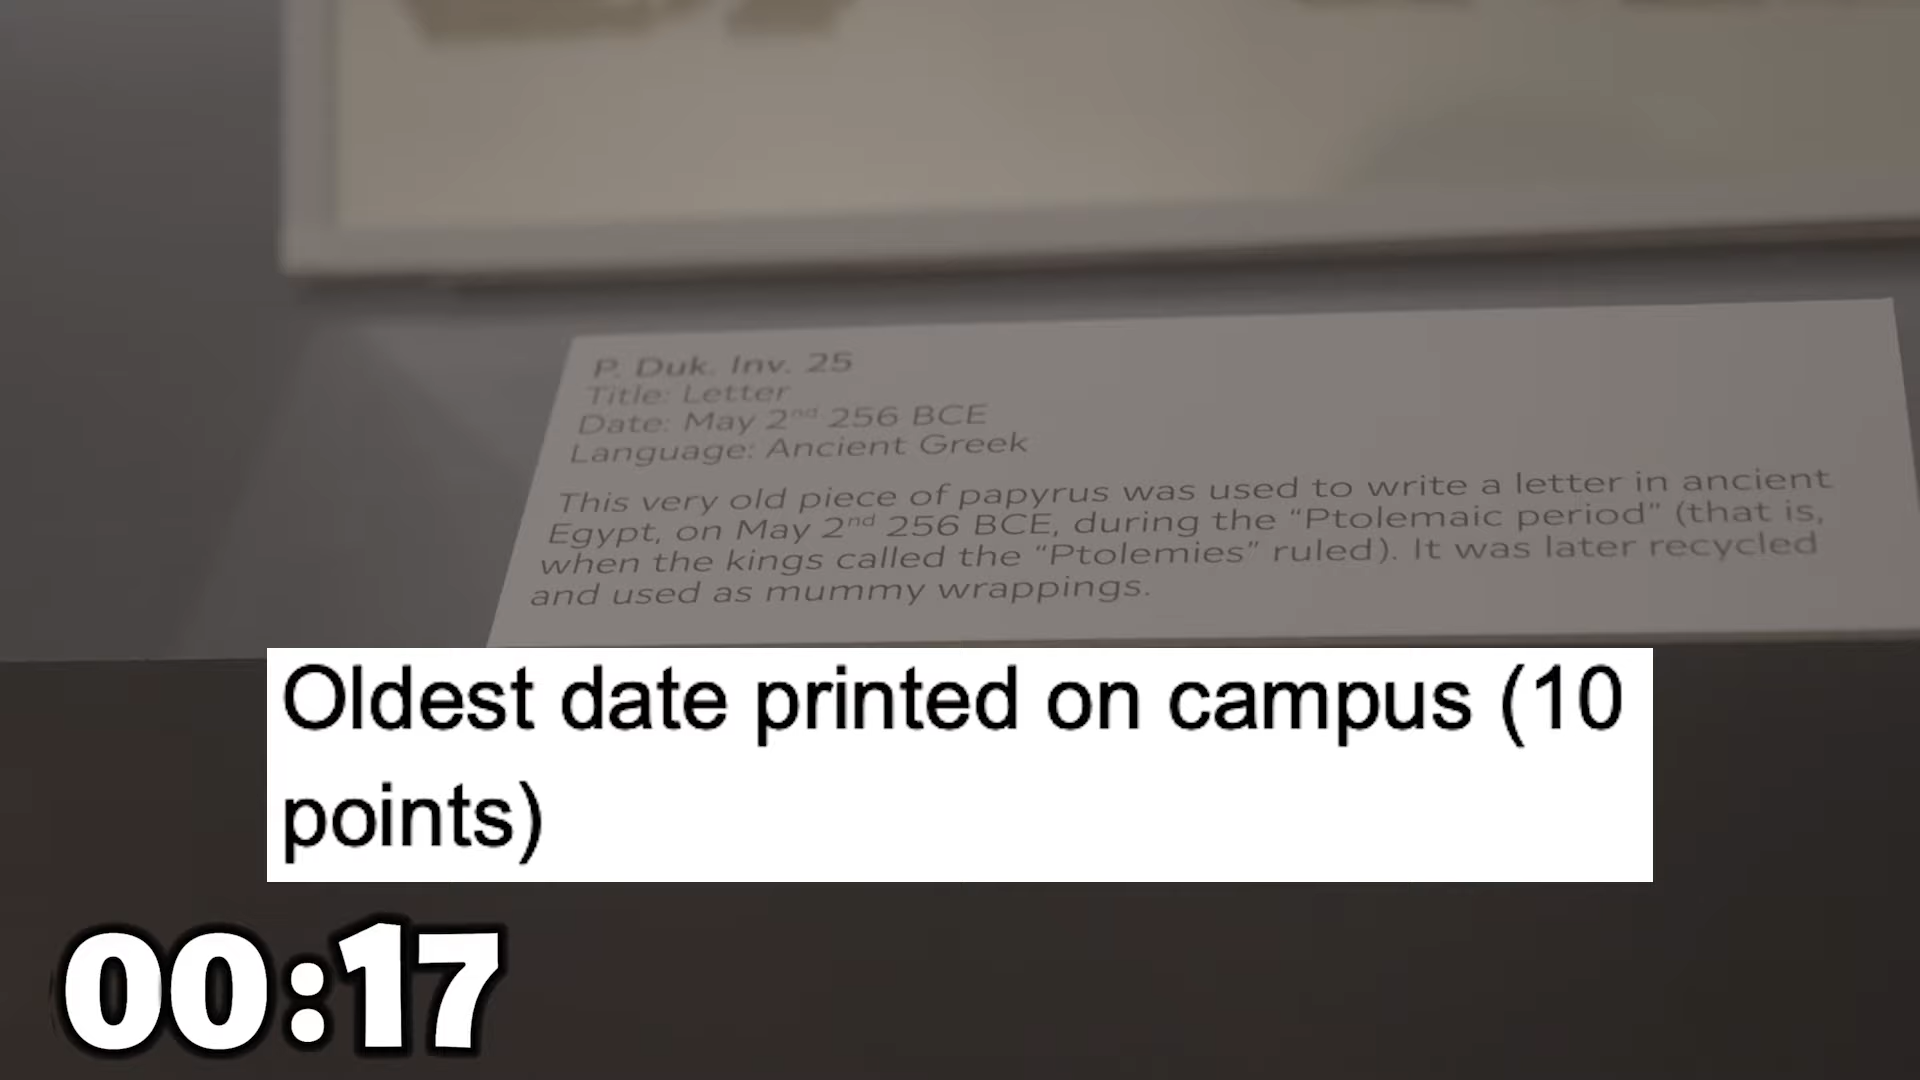 P. Duk. Inv. 25
Title: Letter
Date: May 2nd 256 BCE
Language: Ancient Greek
This very old piece of papyrus was used to write a letter in ancient
Egypt, on May 2nd 256 BCE, during the “Ptolemaic period” (that is,
when the kings called the “Ptolemies” ruled). It was later recycled
and used as mummy wrappings.
Oldest date printed on campus (10
points)
00:17